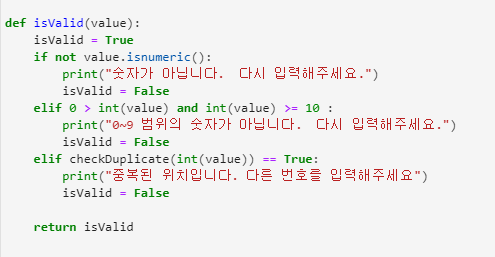 def isValid(value):
    isValid = True
    if not value.isnumeric():
        print("숫자가 아닙니다.  다시 입력해주세요.")
        isValid = False
    elif 0 > int(value) and int(value) >= 10 :
        print("0~9 범위의 숫자가 아닙니다.  다시 입력해주세요.")
        isValid = False
    elif checkDuplicate(int(value)) == True:
        print("중복된 위치입니다. 다른 번호을 입력해주세요")
        isValid = False
    return isValid